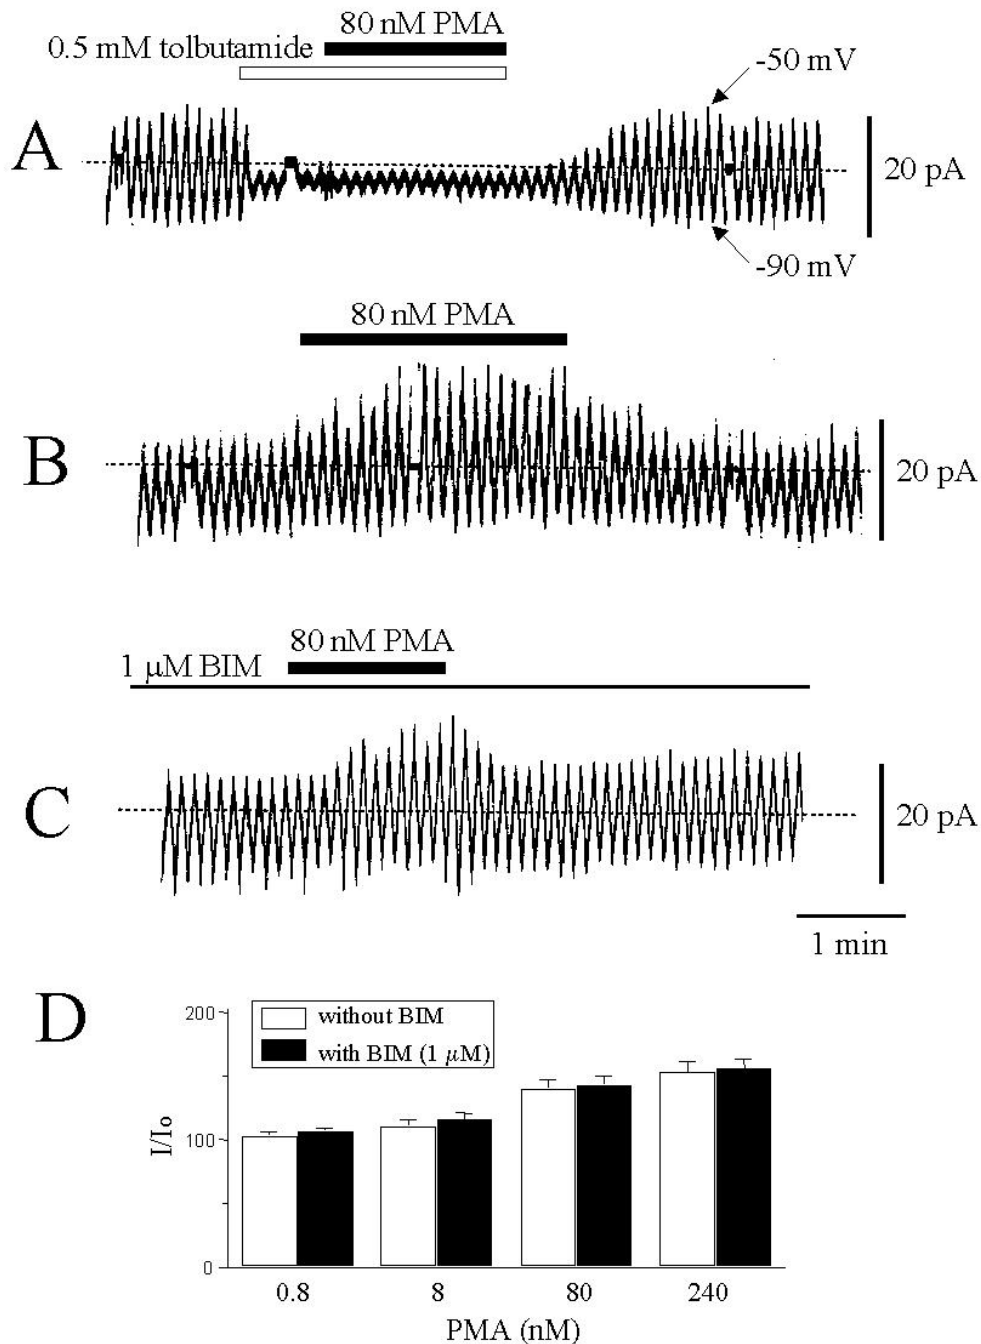 80 nM PMA
0.5 mM tolbutamide
-50 mV
A
20 pA
-90 mV
80 nM PMA
B
20 pA
80 nM PMA
1 μM BIM
C
20 pA
1 min
D
200
without BIM
with BIM (1 μM)
I/Io
100
0
0.8 8 80 240
PMA (nM)